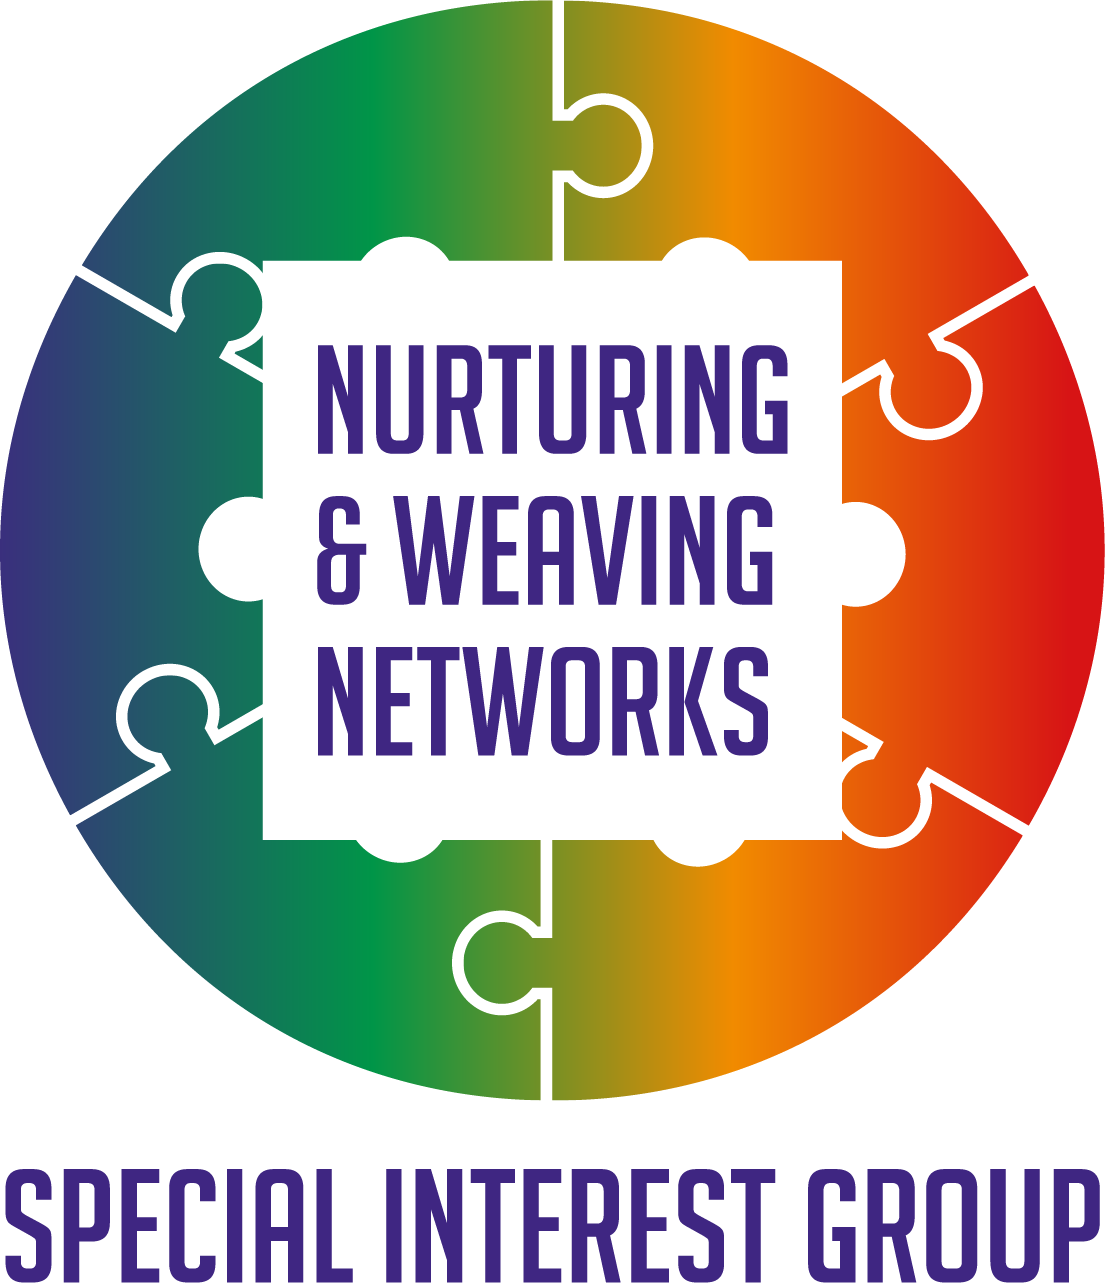 NURTURING
& WEAVING
NETWORKS
SPECIAL INTEREST GROUP